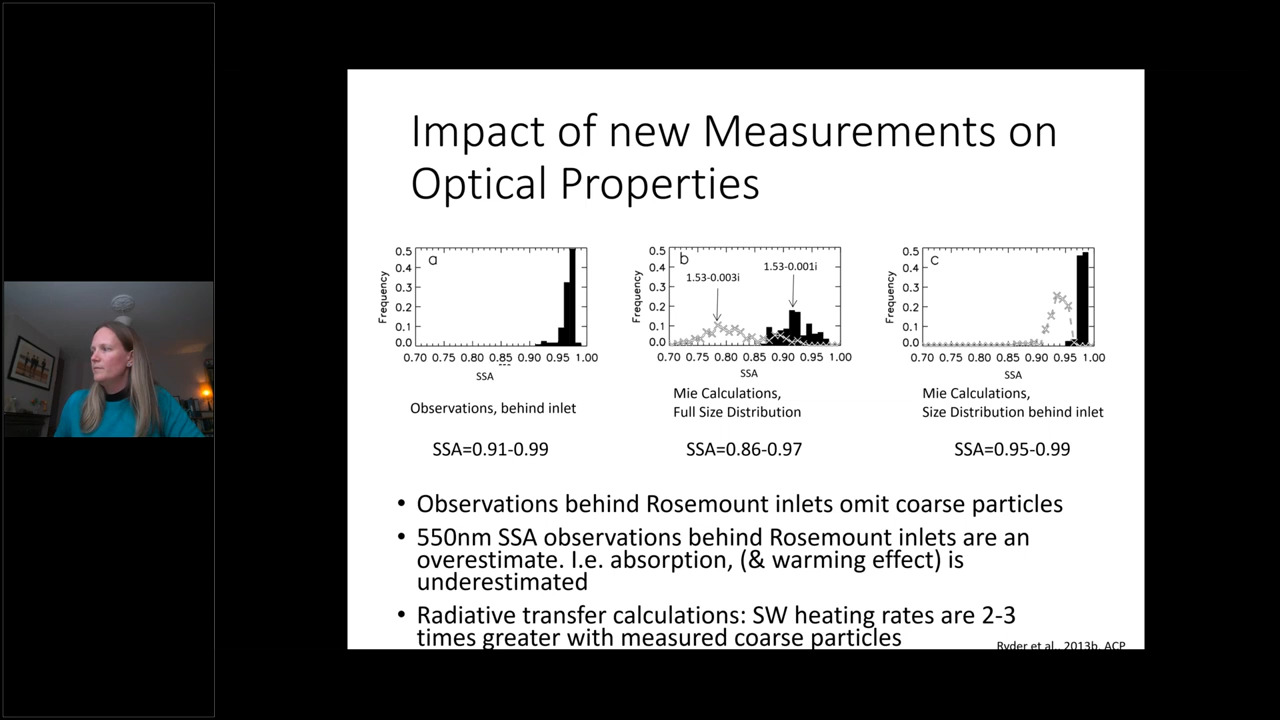 Impact of new Measurements on
Optical Properties
a
0.5
0.4
0.3
0.2
0.1
0.0
Frequency
0.70 0.75 0.80 0.85 0.90 0.95 1.00
SSA
Observations, behind inlet
SSA=0.91-0.99
b
1.53-0.003i
1.53-0.001i
0.5
0.4
0.3
0.2
0.1
0.0
Frequency
0.70 0.75 0.80 0.85 0.90 0.95 1.00
SSA
Mie Calculations,
Full Size Distribution
SSA=0.86-0.97
c
0.5
0.4
0.3
0.2
0.1
0.0
Frequency
0.70 0.75 0.80 0.85 0.90 0.95 1.00
SSA
Mie Calculations,
Size Distribution behind inlet
SSA=0.95-0.99
• Observations behind Rosemount inlets omit coarse particles
• 550nm SSA observations behind Rosemount inlets are an
overestimate. I.e. absorption, (& warming effect) is
underestimated
• Radiative transfer calculations: SW heating rates are 2-3
times greater with measured coarse particles
Ryder et al., 2013b, ACP